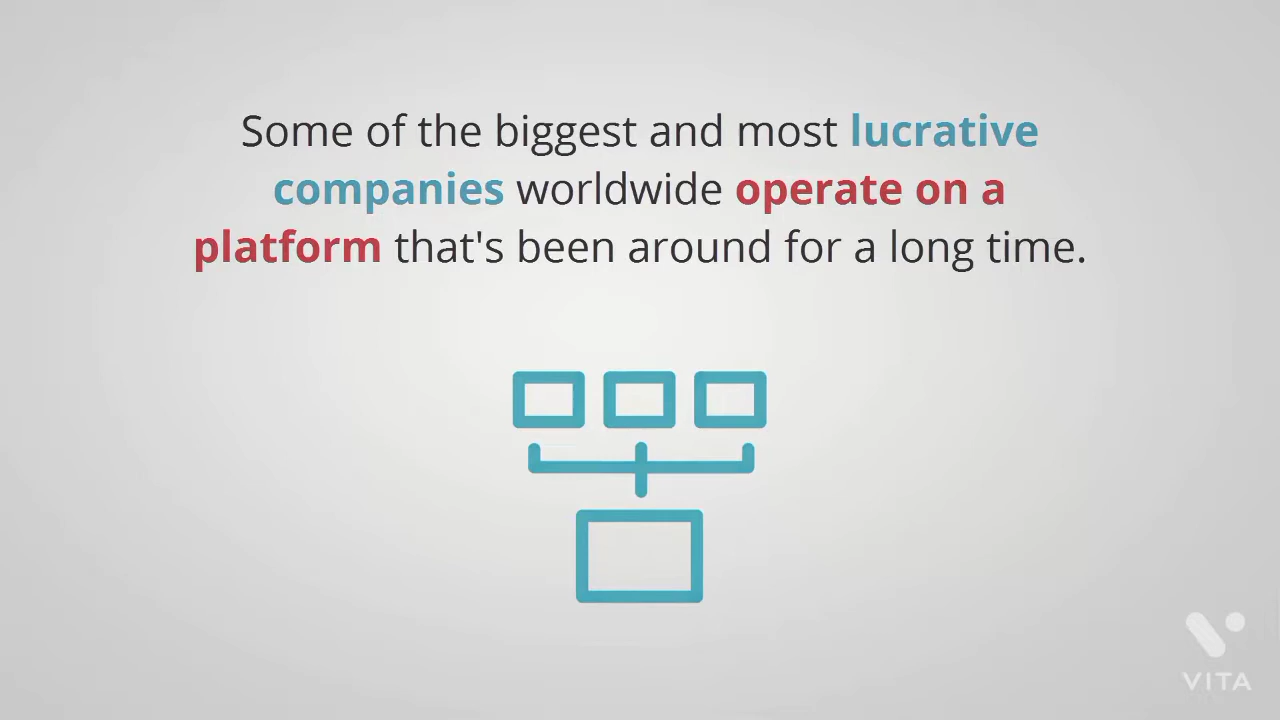 Some of the biggest and most lucrative
companies worldwide operate on a
platform that's been around for a long time.
VITA